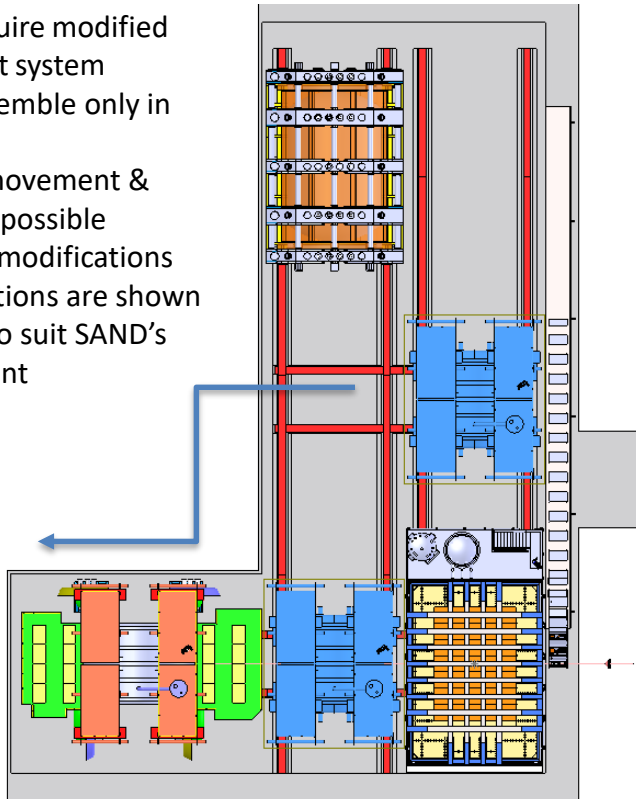 uire modified
t system
emble only in
novement &
possible
modifications
tions are shown
o suit SAND's
nt